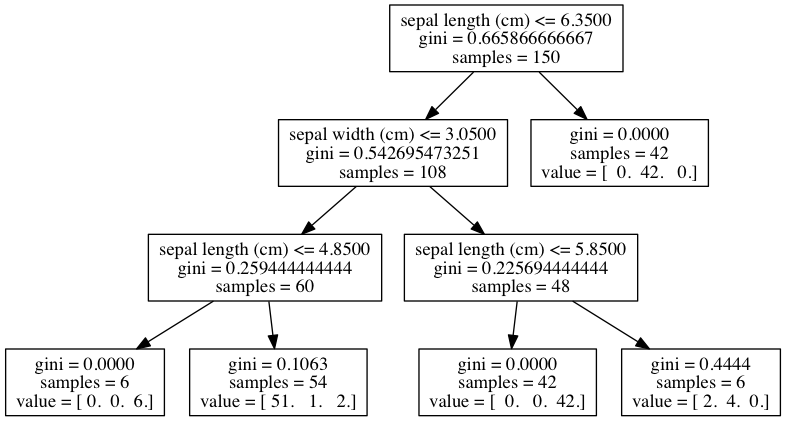 sepal length (cm) <= 6.3500
gini = 0.665866666667
samples = 150
sepal width (cm) <= 3.0500
gini = 0.542695473251
samples = 108
gini = 0.0000
samples = 42
value = [ 0. 42. 0.]
sepal length (cm) <= 4.8500
gini = 0.259444444444
samples = 60
sepal length (cm) <= 5.8500
gini = 0.225694444444
samples = 48
gini = 0.0000
samples = 6
value = [ 0. 0. 6.]
gini = 0.1063
samples = 54
value = [ 51. 1. 2.]
gini = 0.0000
samples = 42
value = [ 0. 0. 42.]
gini = 0.4444
samples = 6
value = [ 2. 4. 0.]